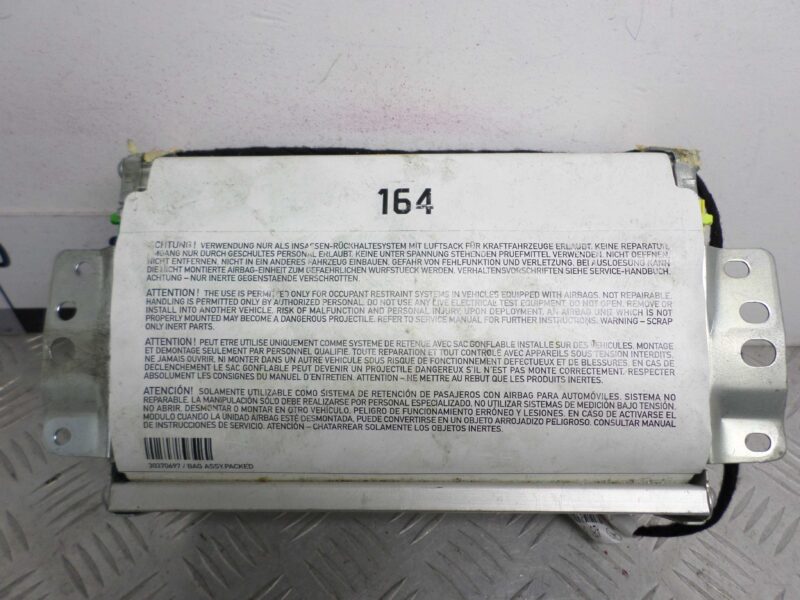 164
ACHTUNG! VERWENDUNG NUR ALS INSASSEN-RÜCKHALTESYSTEM MIT LUFTSACK FÜR KRAFTFAHRZEUGE ERLAUBT. KEINE REPARATUR.
NUR DURCH GESCHULTES PERSONAL ERLAUBT. KEINE UNTER SPANNUNG STEHENDEN PRUEFMITTEL VERWENDEN. NICHT OEFFNEN,
NICHT ENTFERNEN. NICHT IN EIN ANDERES FAHRZEUG EINBAUEN. GEFAHR VON FEHLFUNKTION UND VERLETZUNG. BEI AUSLOESUNG KANN
DIE NICHT MONTIERTE AIRBAG-EINHEIT ZUM GEFAEHRLICHEN WURFSTUECK WERDEN. VERHALTENSVORSCHRIFTEN SIEHE SERVICE-HANDBUCH.
ACHTUNG - NUR INERTE GEGENSTAENDE VERSCHROTTEN.
ATTENTION! THE USE IS PERMITTED ONLY FOR OCCUPANT RESTRAINT SYSTEMS IN VEHICLES EQUIPPED WITH AIRBAGS. NOT REPAIRABLE.
HANDLING IS PERMITTED ONLY BY AUTHORIZED PERSONAL. DO NOT USE ANY LIVE ELECTRICAL TEST EQUIPMENT. DO NOT OPEN, REMOVE OR
INSTALL INTO ANOTHER VEHICLE. RISK OF MALFUNCTION AND PERSONAL INJURY, UPON DEPLOYMENT, AN AIRBAG UNIT WHICH IS NOT
PROPERLY MOUNTED MAY BECOME A DANGEROUS PROJECTILE. REFER TO SERVICE MANUAL FOR FURTHER INSTRUCTIONS. WARNING - SCRAP
ONLY INERT PARTS.
ATTENTION! PEUT ETRE UTILISE UNIQUEMENT COMME SYSTEME DE RETENUE AVEC SAC GONFLABLE INSTALLE SUR DES VEHICULES. MONTAGE
ET DEMONTAGE SEULEMENT PAR PERSONNEL QUALIFIE. TOUTE REPARATION ET TOUT CONTROLE AVEC APPAREILS SOUS TENSION INTERDITS.
NE JAMAIS OUVRIR, NI MONTER DANS UN AUTRE VEHICULE SOUS RISQUE DE FONCTIONNEMENT DEFECTUEUX ET DE BLESSURES. EN CAS DE
DECLENCHEMENT LE SAC GONFLABLE PEUT DEVENIR UN PROJECTILE DANGEREUX S'IL N'EST PAS MONTE CORRECTEMENT. RESPECTER
ABSOLUMENT LES CONSIGNES DU MANUEL D'ENTRETIEN. ATTENTION - NE METTRE AU REBUT QUE LES PRODUITS INERTES.
ATENCIÓN! SOLAMENTE UTILIZABLE COMO SISTEMA DE RETENCIÓN DE PASAJEROS CON AIRBAG PARA AUTOMÓVILES. SISTEMA NO
REPARABLE. LA MANIPULACIÓN SÓLO DEBE REALIZARSE POR PERSONAL ESPECIALIZADO. NO UTILIZAR SISTEMAS DE MEDICIÓN BAJO TENSIÓN,
NO ABRIR, DESMONTAR O MONTAR EN OTRO VEHÍCULO. PELIGRO DE FUNCIONAMIENTO ERRÓNEO Y LESIONES. EN CASO DE ACTIVARSE EL
MODULO CUANDO LA UNIDAD AIRBAG ESTÉ DESMONTADA, PUEDE CONVERTIRSE EN UN OBJETO ARROJADIZO PELIGROSO. CONSULTAR MANUAL
DE INSTRUCCIONES DE SERVICIO. ATENCIÓN - CHATARREAR SOLAMENTE LOS OBJETOS INERTES.
30370697 / BAG ASSY.PACKED